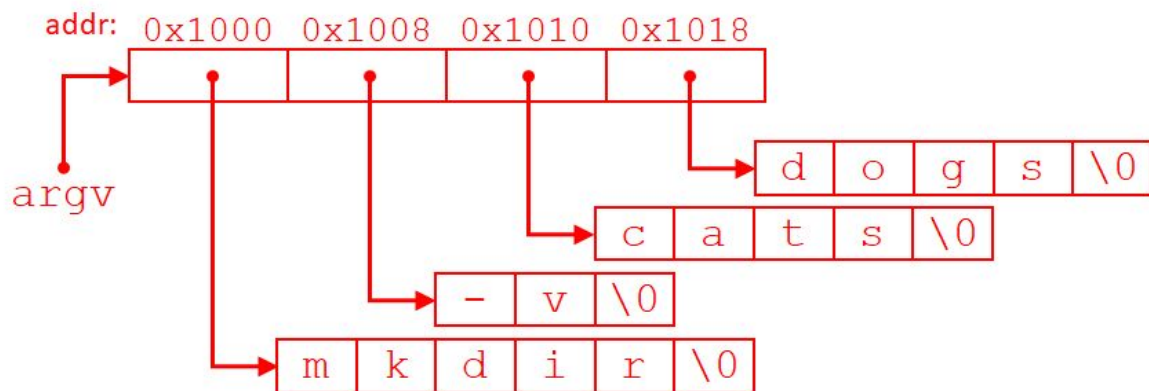 addr: 0x1000 0x1008 0x1010 0x1018
d o g s \0
argv
c a t s \0
- v \0
m k d i r \0